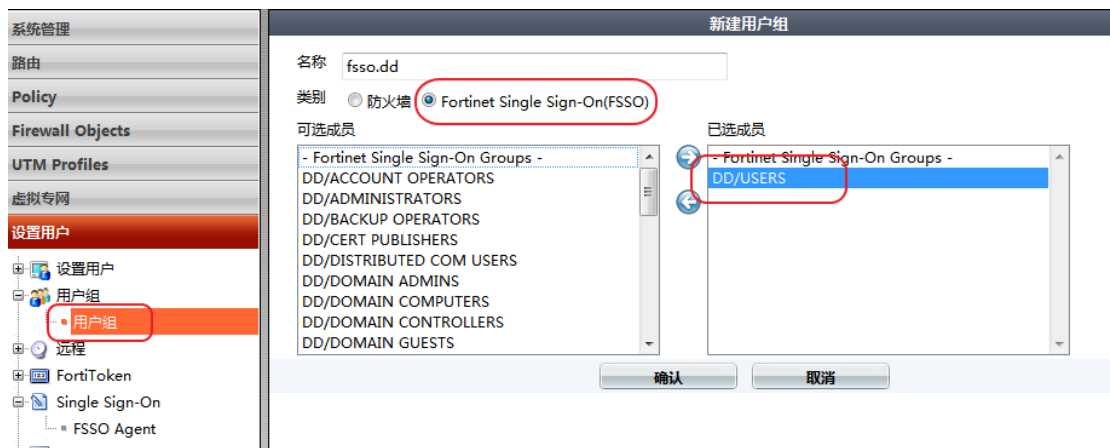 系统管理
路由
Policy
Firewall Objects
UTM Profiles
虚拟专网
设置用户
设置用户
用户组
用户组
远程
FortiToken
Single Sign-On
FSSO Agent
新建用户组
名称 fsso.dd
类别 防火墙 Fortinet Single Sign-On(FSSO)
可选成员
- Fortinet Single Sign-On Groups -
DD/ACCOUNT OPERATORS
DD/ADMINISTRATORS
DD/BACKUP OPERATORS
DD/CERT PUBLISHERS
DD/DISTRIBUTED COM USERS
DD/DOMAIN ADMINS
DD/DOMAIN COMPUTERS
DD/DOMAIN CONTROLLERS
DD/DOMAIN GUESTS
已选成员
- Fortinet Single Sign-On Groups -
DD/USERS
确认 取消